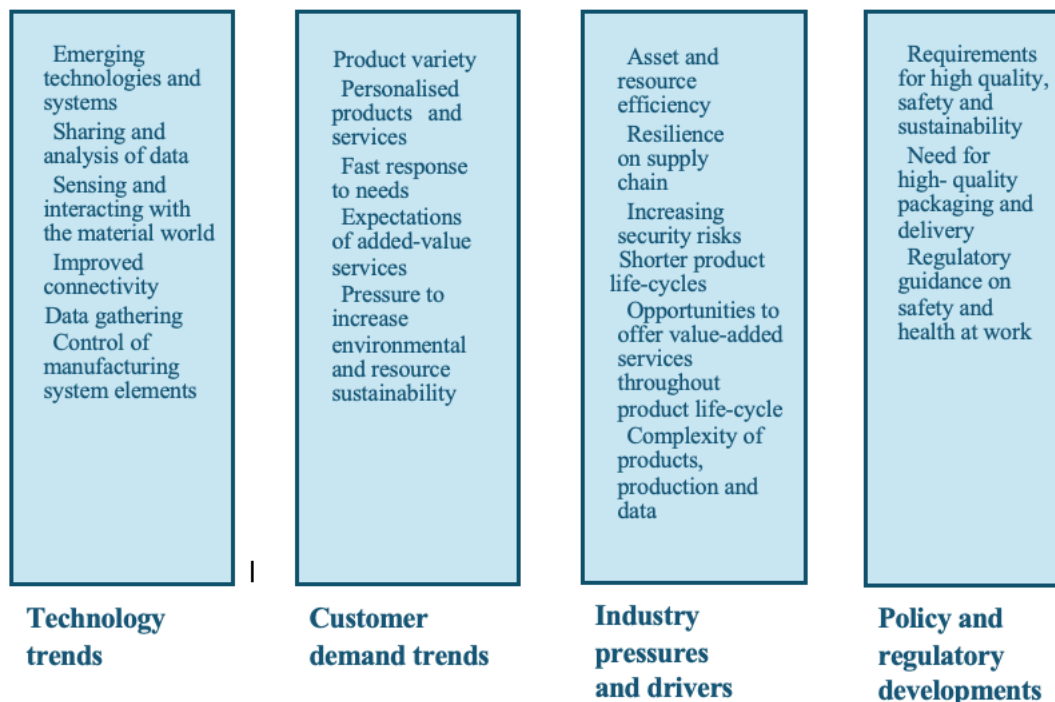 Emerging
technologies and
systems
Sharing and
analysis of data
Sensing and
interacting with
the material world
Improved
connectivity
Data gathering
Control of
manufacturing
system elements
Technology
trends
Product variety
Personalised
products and
services
Fast response
to needs
Expectations
of added-value
services
Pressure to
increase
environmental
and resource
sustainability
Customer
demand trends
Asset and
resource
efficiency
Resilience
on supply
chain
Increasing
security risks
Shorter product
life-cycles
Opportunities to
offer value-added
services
throughout
product life-cycle
Complexity of
products,
production and
data
Industry
pressures
and drivers
Requirements
for high quality,
safety and
sustainability
Need for
high- quality
packaging and
delivery
Regulatory
guidance on
safety and
health at work
Policy and
regulatory
developments